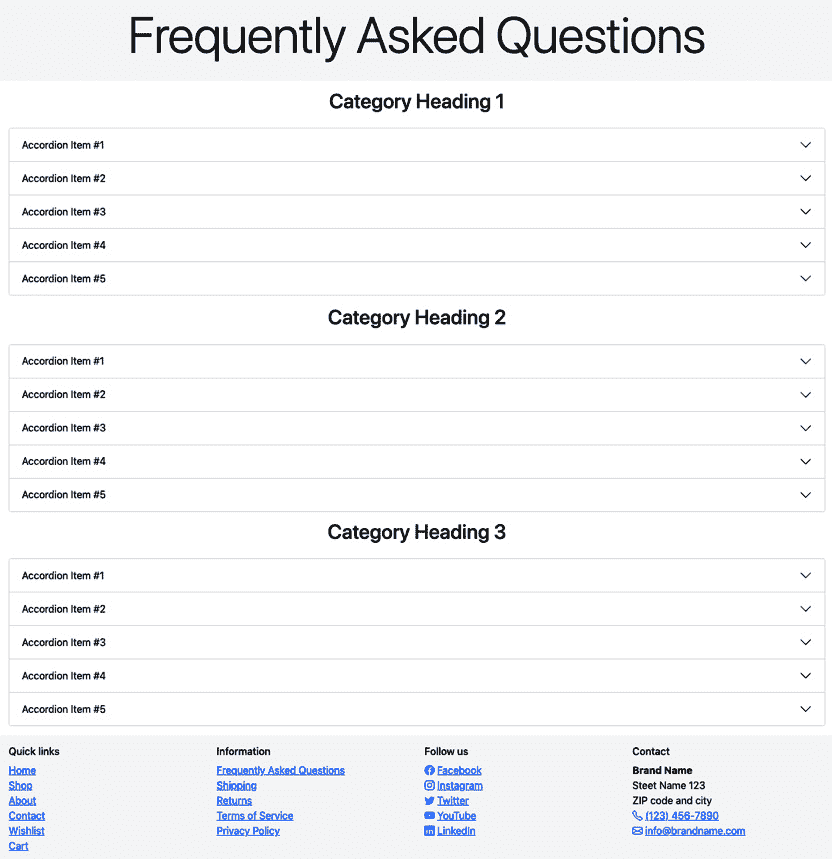 Frequently Asked Questions
Category Heading 1
Accordion Item #1
Accordion Item #2
Accordion Item #3
Accordion Item #4
Accordion Item #5
Category Heading 2
Accordion Item #1
Accordion Item #2
Accordion Item #3
Accordion Item #4
Accordion Item #5
Category Heading 3
Accordion Item #1
Accordion Item #2
Accordion Item #3
Accordion Item #4
Accordion Item #5
Quick links
Home
Shop
About
Contact
Wishlist
Cart
Information
Frequently Asked Questions
Shipping
Returns
Terms of Service
Privacy Policy
Follow us
Facebook
Instagram
Twitter
YouTube
LinkedIn
Contact
Brand Name
Steet Name 123
ZIP code and city
(123) 456-7890
info@brandname.com